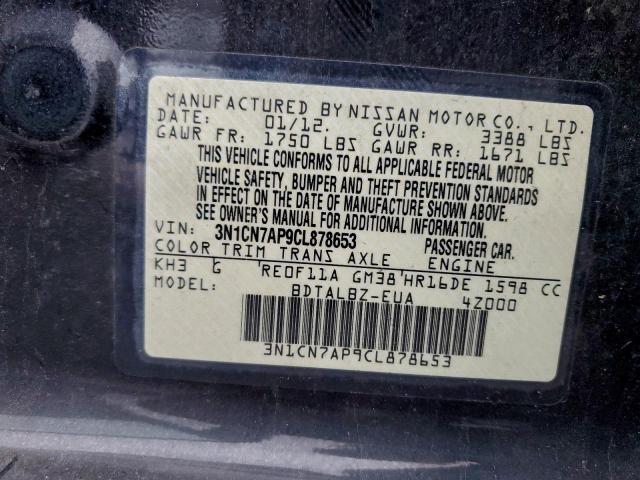 MANUFACTURED BY NISSAN MOTOR CO., LTD.
DATE: 01/12. GVWR: 3388 LBS
GAWR FR: 1750 LBS GAWR RR: 1671 LBS
THIS VEHICLE CONFORMS TO ALL APPLICABLE FEDERAL MOTOR
VEHICLE SAFETY, BUMPER AND THEFT PREVENTION STANDARDS
IN EFFECT ON THE DATE OF MANUFACTURE SHOWN ABOVE.
SEE OWNER'S MANUAL FOR ADDITIONAL INFORMATION.
VIN: 3N1CN7AP9CL878653 PASSENGER CAR.
COLOR TRIM TRANS AXLE ENGINE
KH3 G RE0F11A GM38 HR16DE 1598 CC
MODEL: BDTALBZ-EUA 4Z000
3N1CN7AP9CL878653